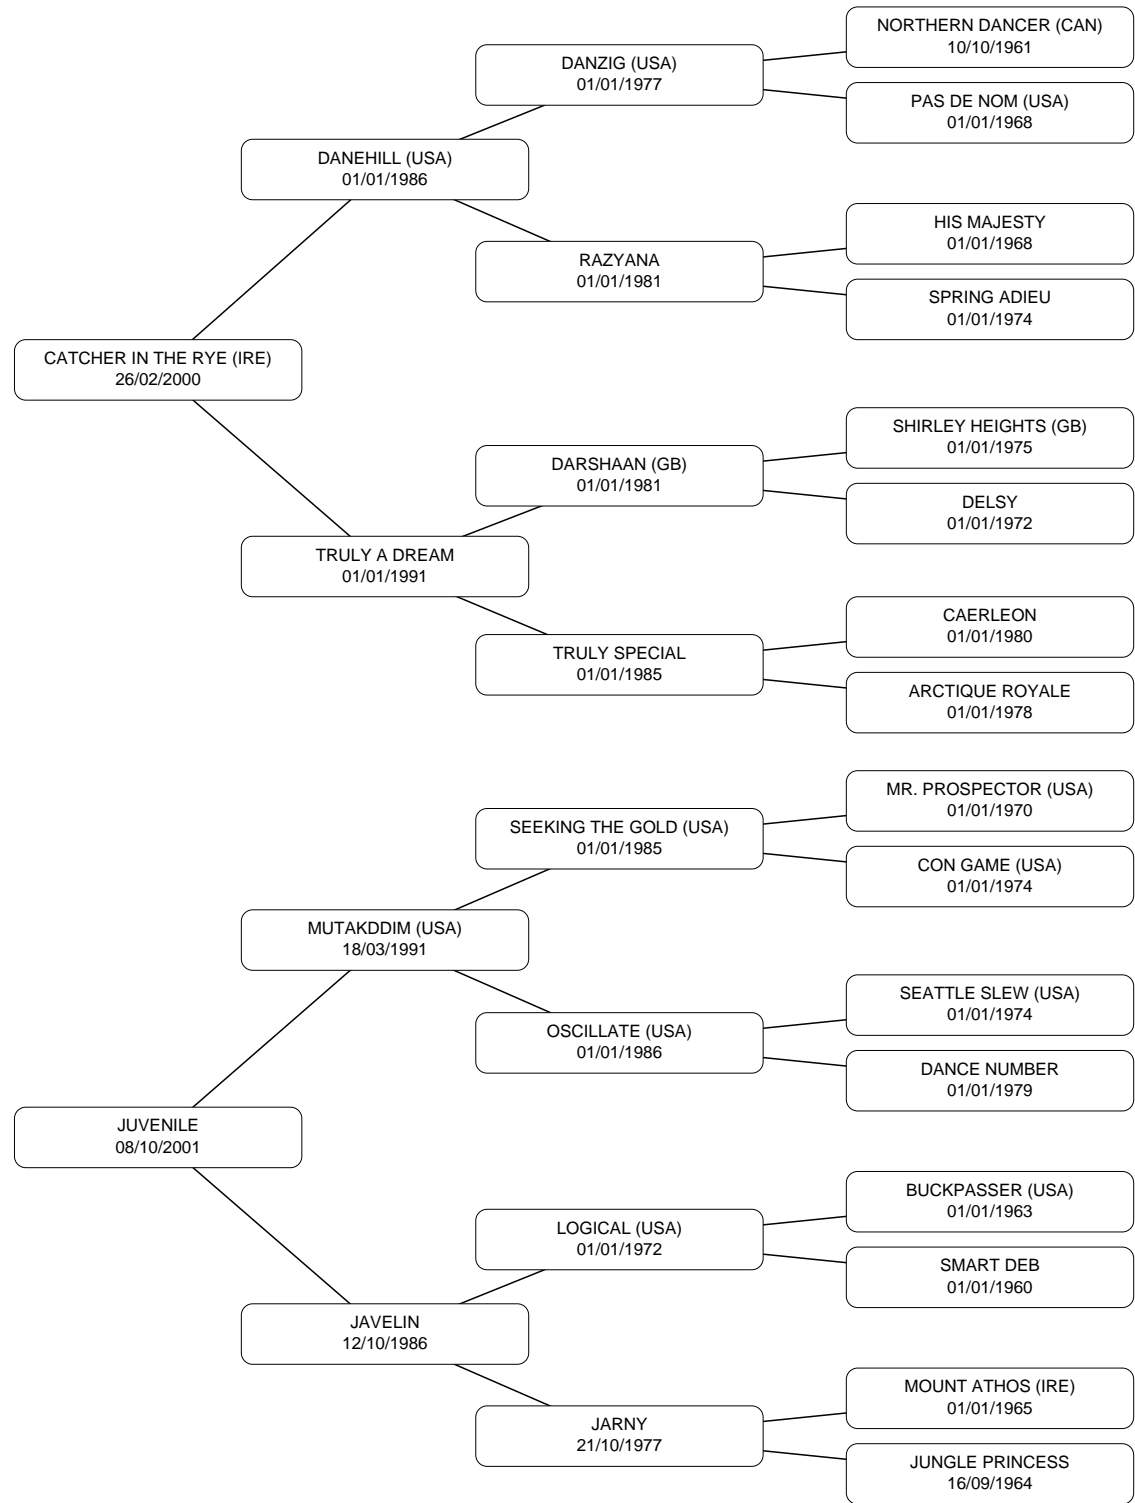 NORTHERN DANCER (CAN)
10/10/1961
DANZIG (USA)
01/01/1977
PAS DE NOM (USA)
01/01/1968
DANEHILL (USA)
01/01/1986
HIS MAJESTY
01/01/1968
RAZYANA
01/01/1981
SPRING ADIEU
01/01/1974
CATCHER IN THE RYE (IRE)
26/02/2000
SHIRLEY HEIGHTS (GB)
01/01/1975
DARSHAAN (GB)
01/01/1981
DELSY
01/01/1972
TRULY A DREAM
01/01/1991
CAERLEON
01/01/1980
TRULY SPECIAL
01/01/1985
ARCTIQUE ROYALE
01/01/1978
MR. PROSPECTOR (USA)
01/01/1970
SEEKING THE GOLD (USA)
01/01/1985
CON GAME (USA)
01/01/1974
MUTAKDDIM (USA)
18/03/1991
SEATTLE SLEW (USA)
01/01/1974
OSCILLATE (USA)
01/01/1986
DANCE NUMBER
01/01/1979
JUVENILE
08/10/2001
BUCKPASSER (USA)
01/01/1963
LOGICAL (USA)
01/01/1972
SMART DEB
01/01/1960
JAVELIN
12/10/1986
MOUNT ATHOS (IRE)
01/01/1965
JARNY
21/10/1977
JUNGLE PRINCESS
16/09/1964